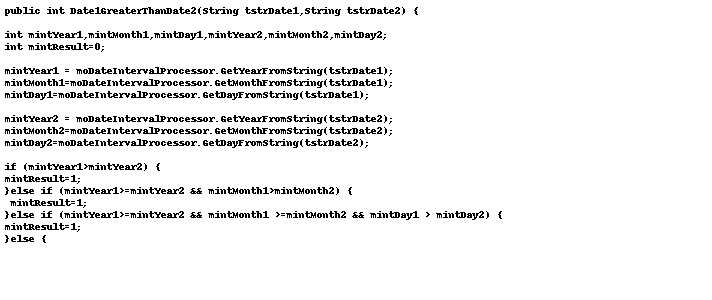 public int Date1GreaterThanDate2(String tstrDate1,String tstrDate2) {
int mintYear1,mintMonth1,mintDay1,mintYear2,mintMonth2,mintDay2;
int mintResult=0;
mintYear1 = moDateIntervalProcessor.GetYearFromString(tstrDate1);
mintMonth1=moDateIntervalProcessor.GetMonthFromString(tstrDate1);
mintDay1=moDateIntervalProcessor.GetDayFromString(tstrDate1);
mintYear2 = moDateIntervalProcessor.GetYearFromString(tstrDate2);
mintMonth2=moDateIntervalProcessor.GetMonthFromString(tstrDate2);
mintDay2=moDateIntervalProcessor.GetDayFromString(tstrDate2);
if (mintYear1>mintYear2) {
mintResult=1;
}else if (mintYear1>=mintYear2 && mintMonth1>mintMonth2) {
mintResult=1;
}else if (mintYear1>=mintYear2 && mintMonth1 >=mintMonth2 && mintDay1 > mintDay2) {
mintResult=1;
}else {